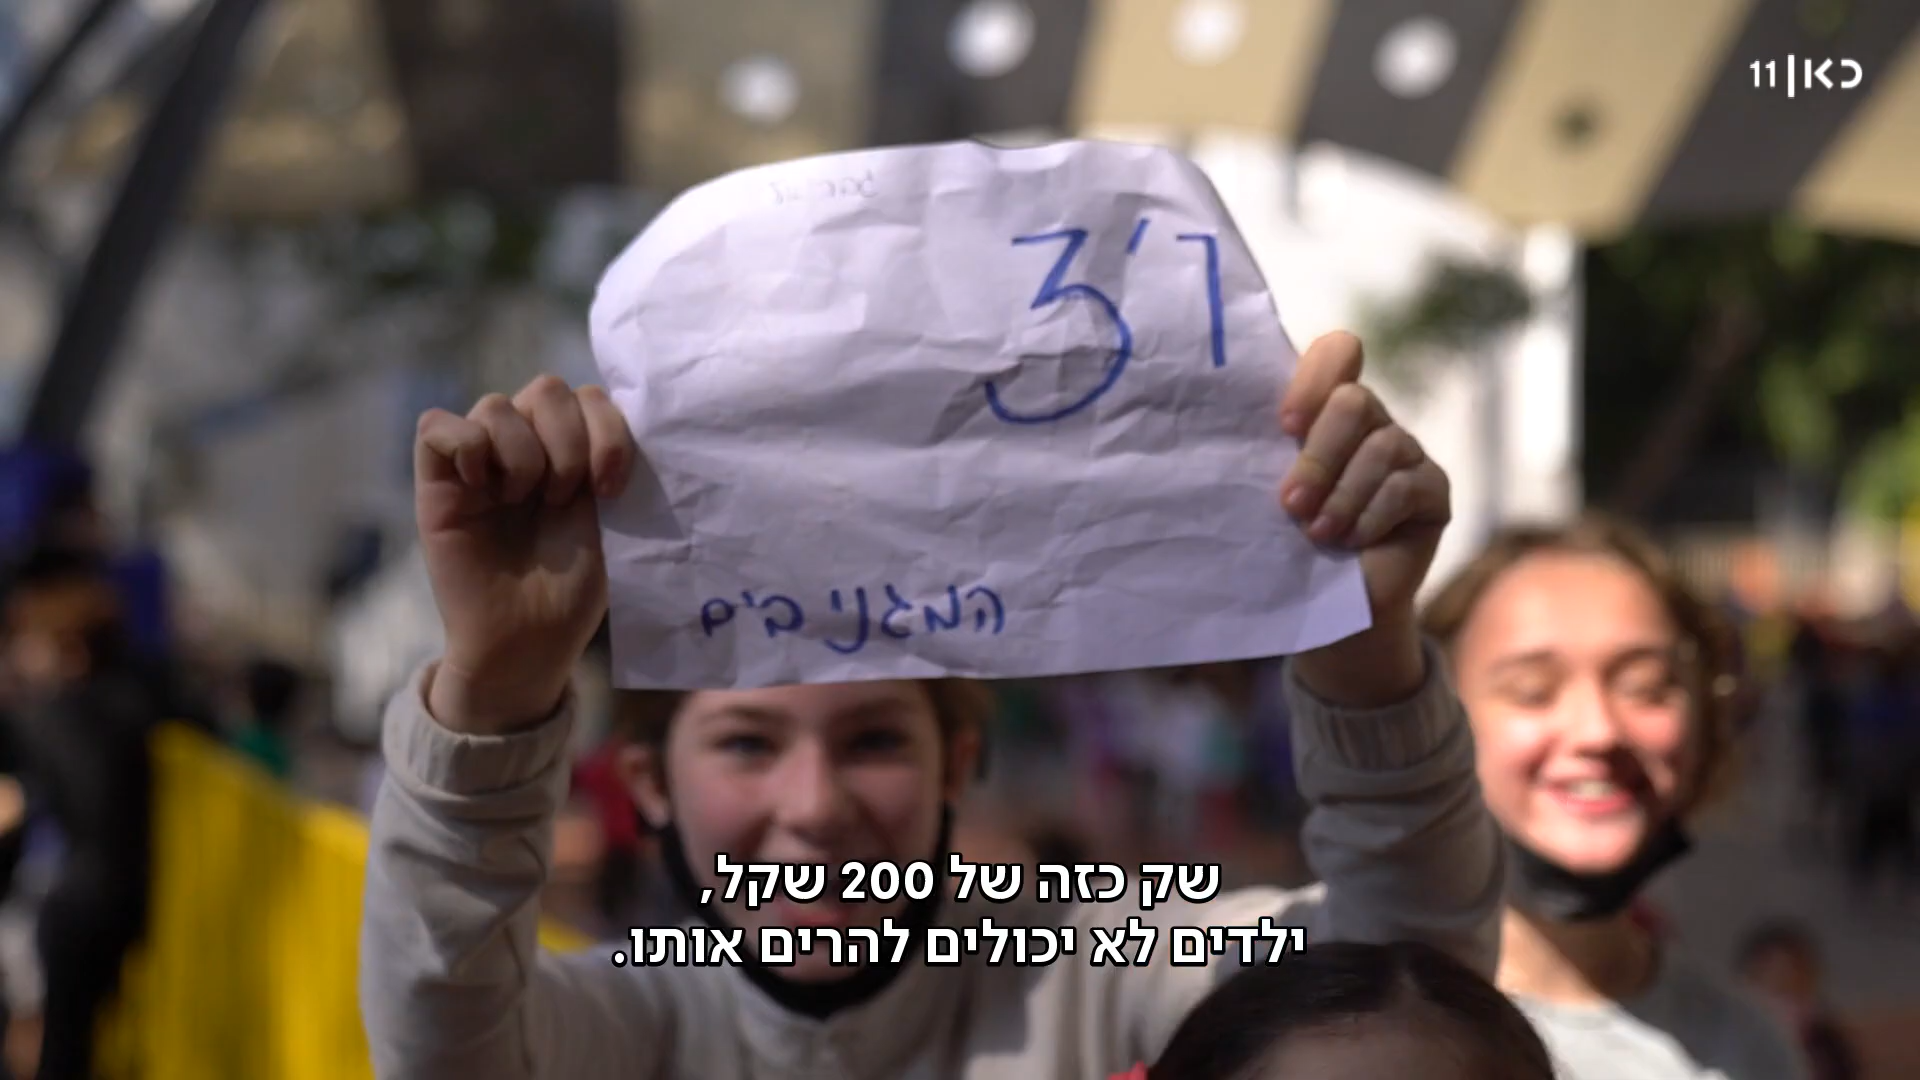 כאן 11
ו'3
המגניבים
שק כזה של 200 שקל,
ילדים לא יכולים להרים אותו.